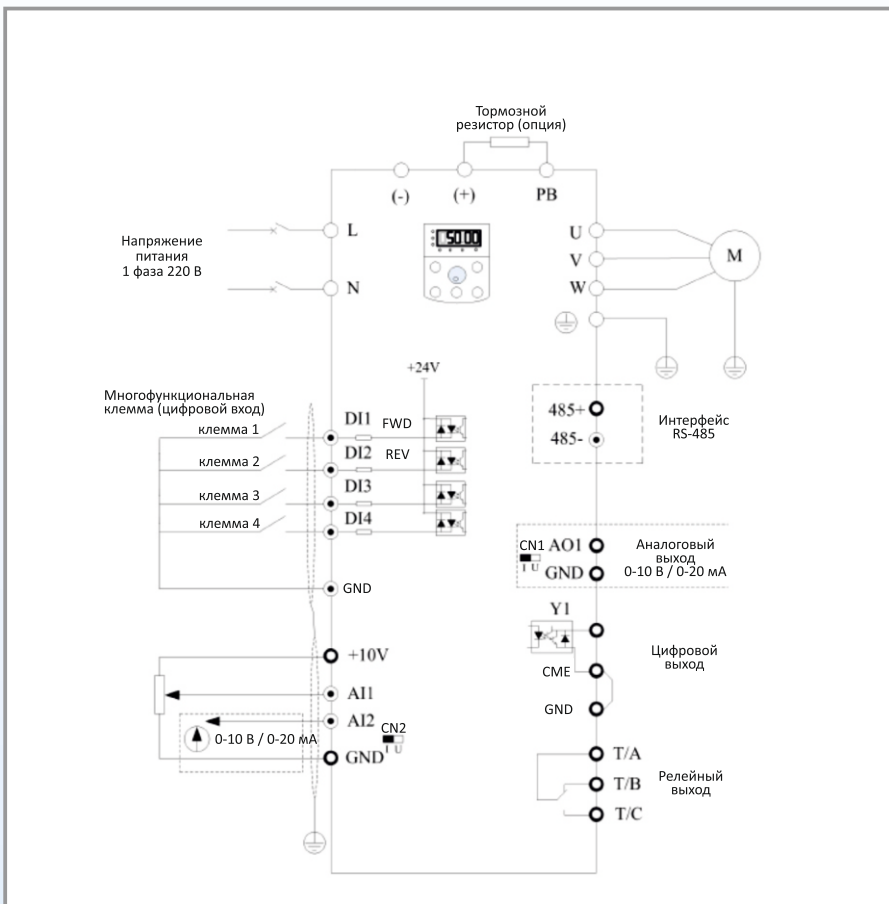 Тормозной
резистор (опция)
(-)
(+)
PB
Напряжение
питания
1 фаза 220 В
L
N
5000
U
V
W
M
+24V
Многофункциональная
клемма (цифровой вход)
клемма 1
DI1
FWD
клемма 2
DI2
REV
клемма 3
DI3
клемма 4
DI4
GND
485+
485-
Интерфейс
RS-485
CN1
I U
AO1
GND
Аналоговый
выход
0-10 В / 0-20 мА
Y1
CME
GND
Цифровой
выход
+10V
AI1
AI2
0-10 В / 0-20 мА
CN2
I U
GND
T/A
T/B
T/C
Релейный
выход